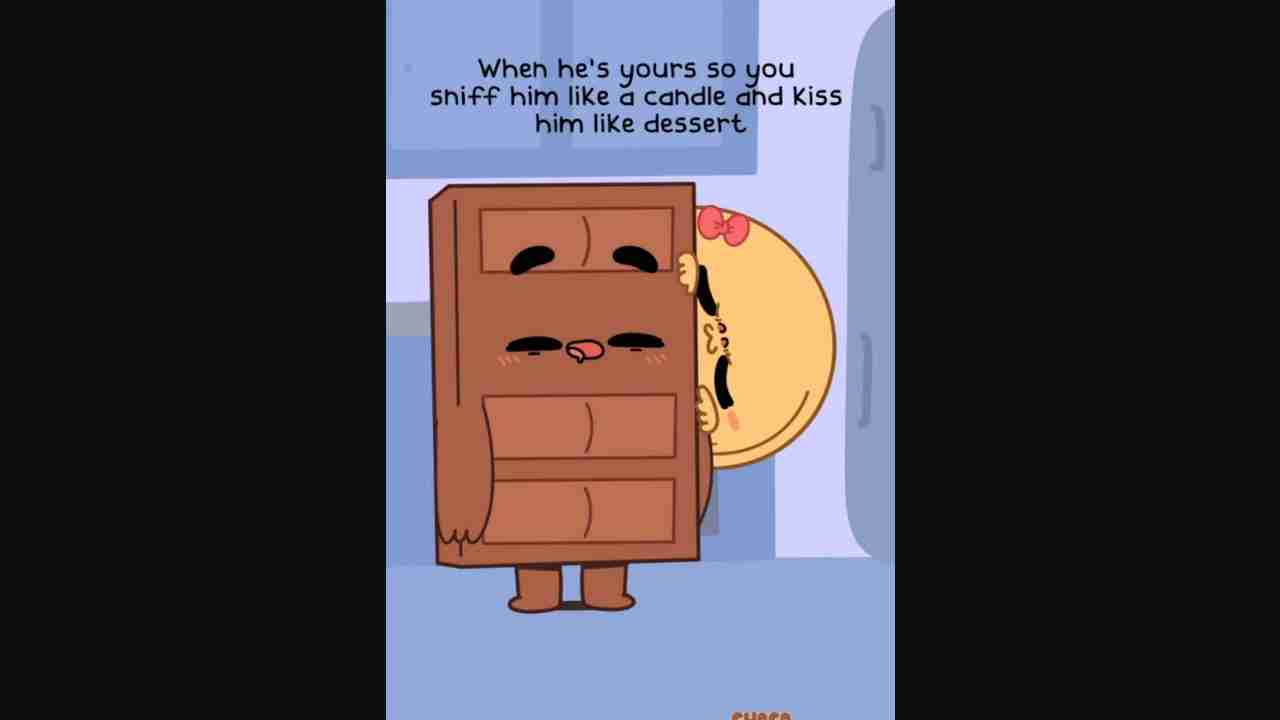 When he's yours so you
sniff him like a candle and kiss
him like dessert